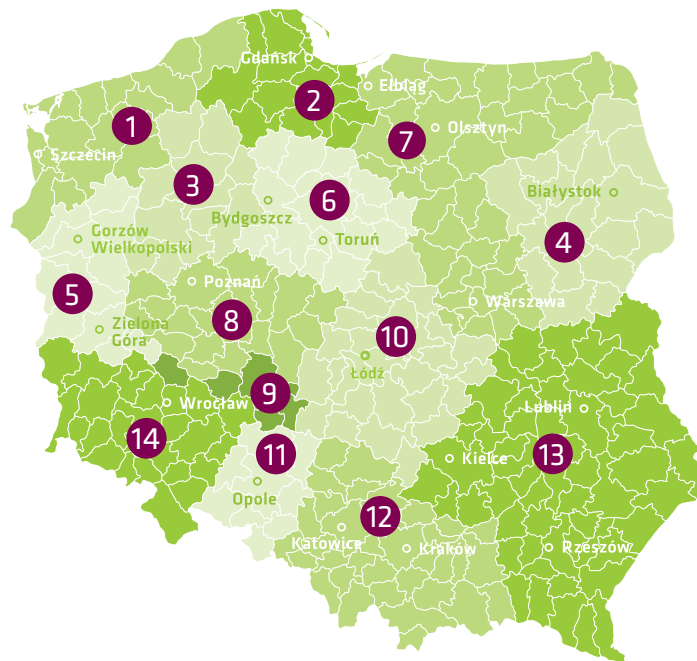 Gdańsk
2
Elbląg
1
7
Olsztyn
Szczecin
3
6
Białystok
Bydgoszcz
Gorzów
Wielkopolski
Toruń
4
5
Poznań
8
Warszawa
Zielona
Góra
10
Łódź
9
Wrocław
Lublin
14
11
13
Kielce
Opole
12
Katowice
Kraków
Rzeszów